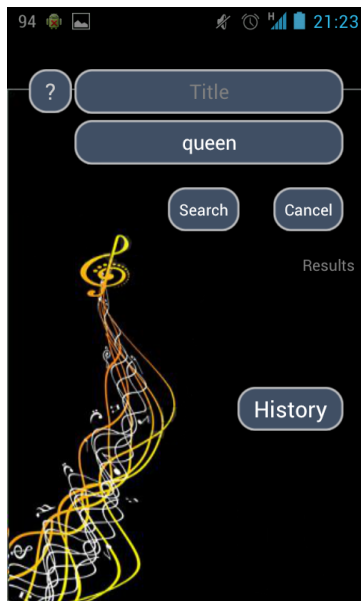 94 H 21:23
? Title
queen
Search Cancel
Results
History